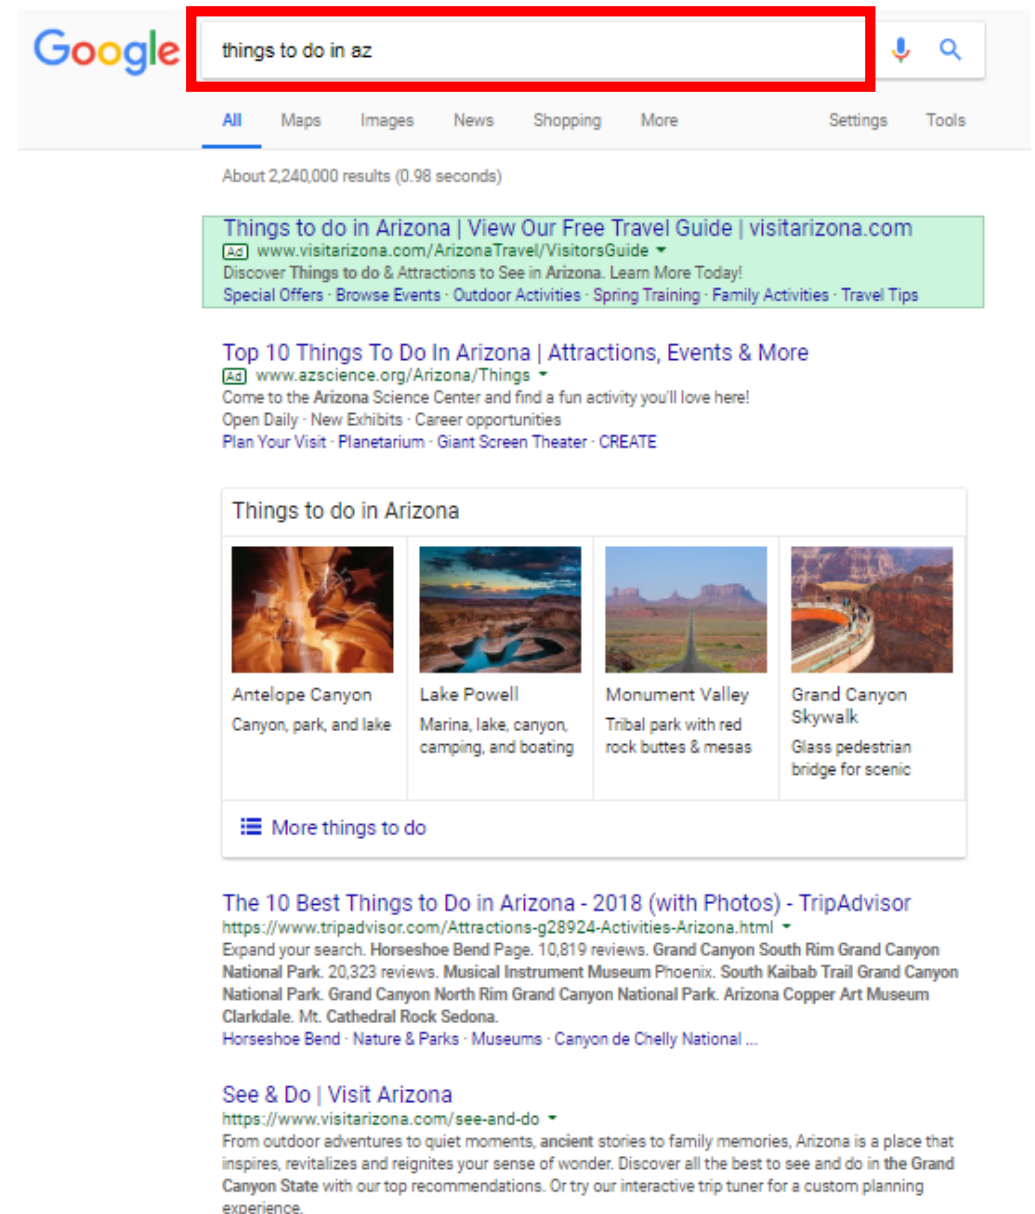 Google
things to do in az
All Maps Images News Shopping More Settings Tools
About 2,240,000 results (0.98 seconds)
Things to do in Arizona | View Our Free Travel Guide | visitarizona.com
Ad www.visitarizona.com/ArizonaTravel/VisitorsGuide
Discover Things to do & Attractions to See in Arizona. Learn More Today!
Special Offers · Browse Events · Outdoor Activities · Spring Training · Family Activities · Travel Tips
Top 10 Things To Do In Arizona | Attractions, Events & More
Ad www.azscience.org/Arizona/Things
Come to the Arizona Science Center and find a fun activity you'll love here!
Open Daily · New Exhibits · Career opportunities
Plan Your Visit · Planetarium · Giant Screen Theater · CREATE
Things to do in Arizona
Antelope Canyon
Canyon, park, and lake
Lake Powell
Marina, lake, canyon,
camping, and boating
Monument Valley
Tribal park with red
rock buttes & mesas
Grand Canyon
Skywalk
Glass pedestrian
bridge for scenic
More things to do
The 10 Best Things to Do in Arizona - 2018 (with Photos) - TripAdvisor
https://www.tripadvisor.com/Attractions-g28924-Activities-Arizona.html
Expand your search. Horseshoe Bend Page. 10,819 reviews. Grand Canyon South Rim Grand Canyon
National Park. 20,323 reviews. Musical Instrument Museum Phoenix. South Kaibab Trail Grand Canyon
National Park. Grand Canyon North Rim Grand Canyon National Park. Arizona Copper Art Museum
Clarkdale. Mt. Cathedral Rock Sedona.
Horseshoe Bend · Nature & Parks · Museums · Canyon de Chelly National ...
See & Do | Visit Arizona
https://www.visitarizona.com/see-and-do
From outdoor adventures to quiet moments, ancient stories to family memories, Arizona is a place that
inspires, revitalizes and reignites your sense of wonder. Discover all the best to see and do in the Grand
Canyon State with our top recommendations. Or try our interactive trip tuner for a custom planning
experience.